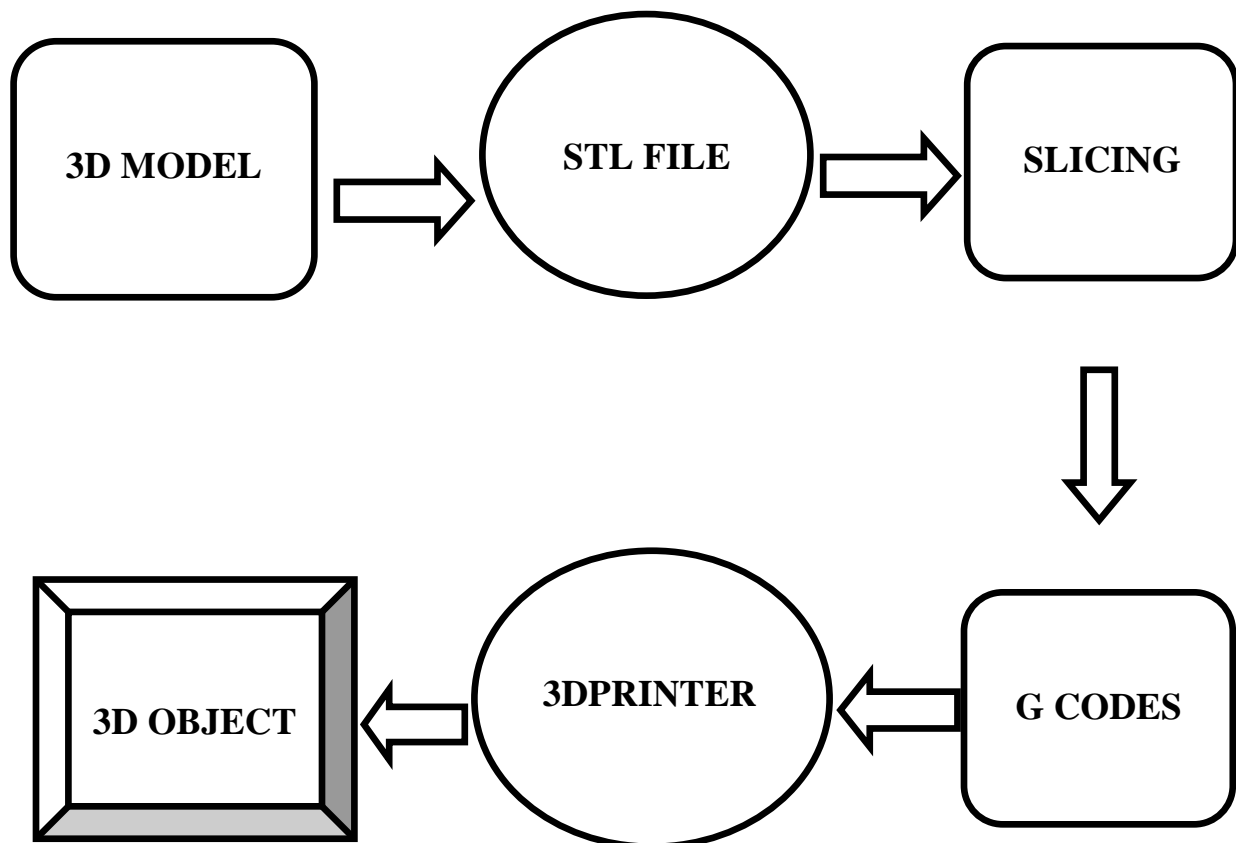 3D MODEL
STL FILE
SLICING
G CODES
3DPRINTER
3D OBJECT